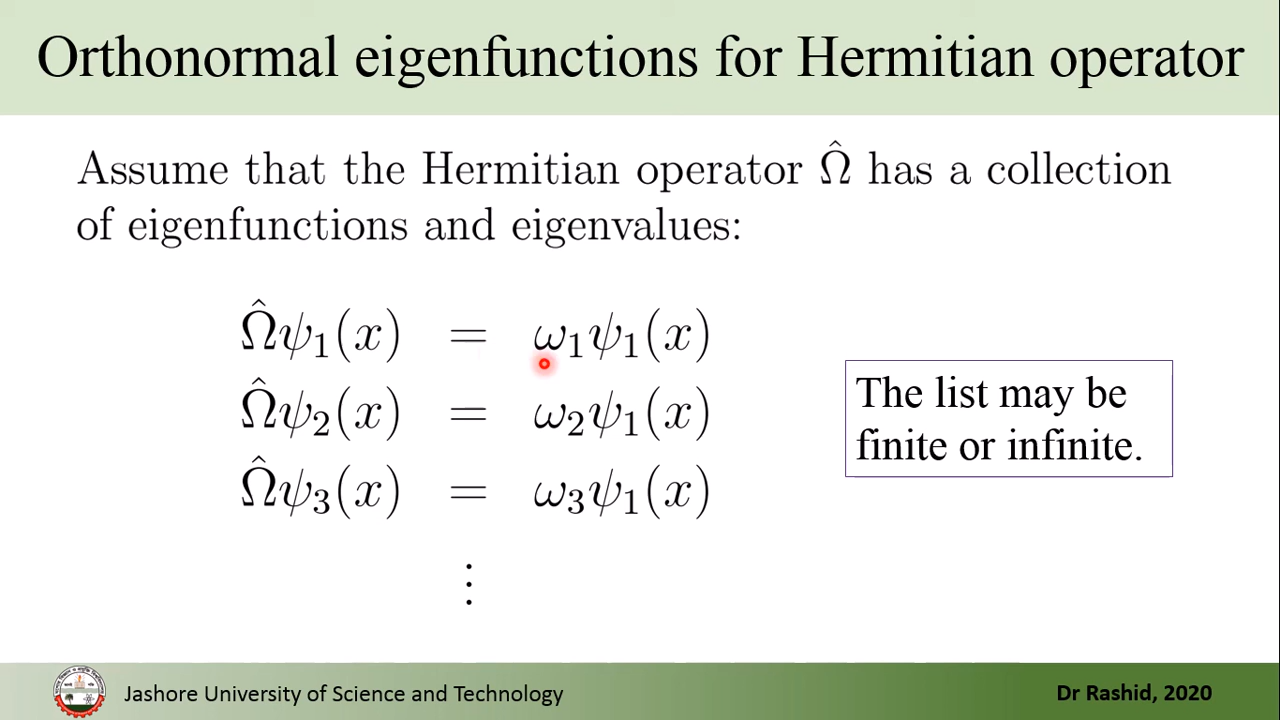 Orthonormal eigenfunctions for Hermitian operator
Assume that the Hermitian operator Ω̂ has a collection
of eigenfunctions and eigenvalues:
Ω̂ψ₁(x) = ω₁ψ₁(x)
Ω̂ψ₂(x) = ω₂ψ₁(x)
Ω̂ψ₃(x) = ω₃ψ₁(x)
⋮
The list may be
finite or infinite.
Jashore University of Science and Technology
Dr Rashid, 2020